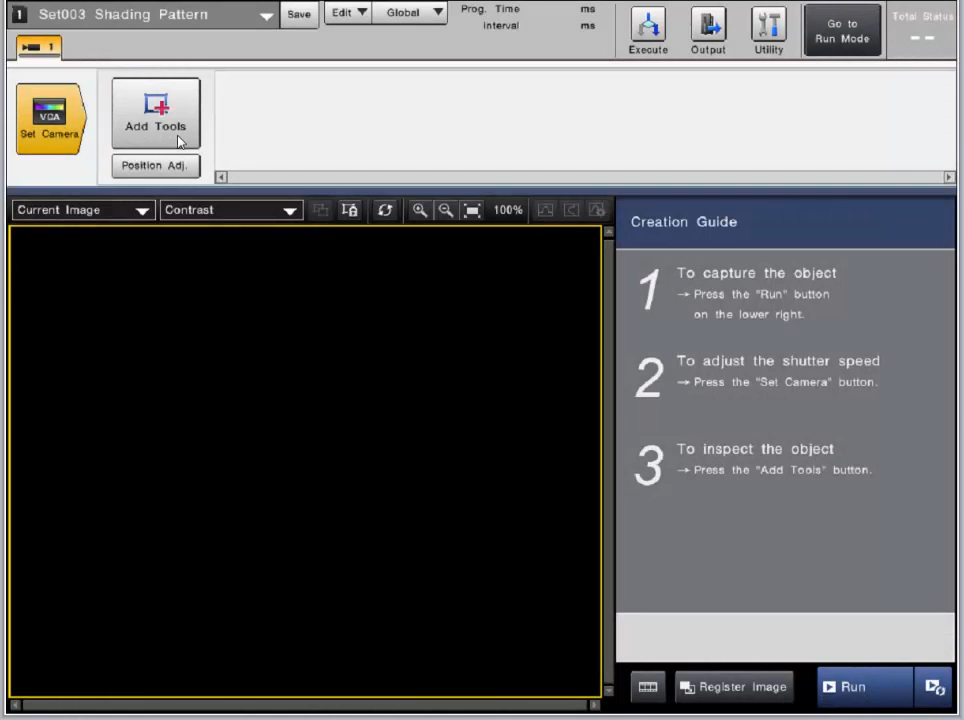 1 Set003 Shading Pattern
Save
Edit
Global
Prog. Time ms
Interval ms
Execute
Output
Utility
Go to
Run Mode
Total Status
--
1
VGA
Set Camera
Add Tools
Position Adj.
Current Image
Contrast
100%
Creation Guide
1 To capture the object
→ Press the "Run" button
on the lower right.
2 To adjust the shutter speed
→ Press the "Set Camera" button.
3 To inspect the object
→ Press the "Add Tools" button.
Register Image
Run